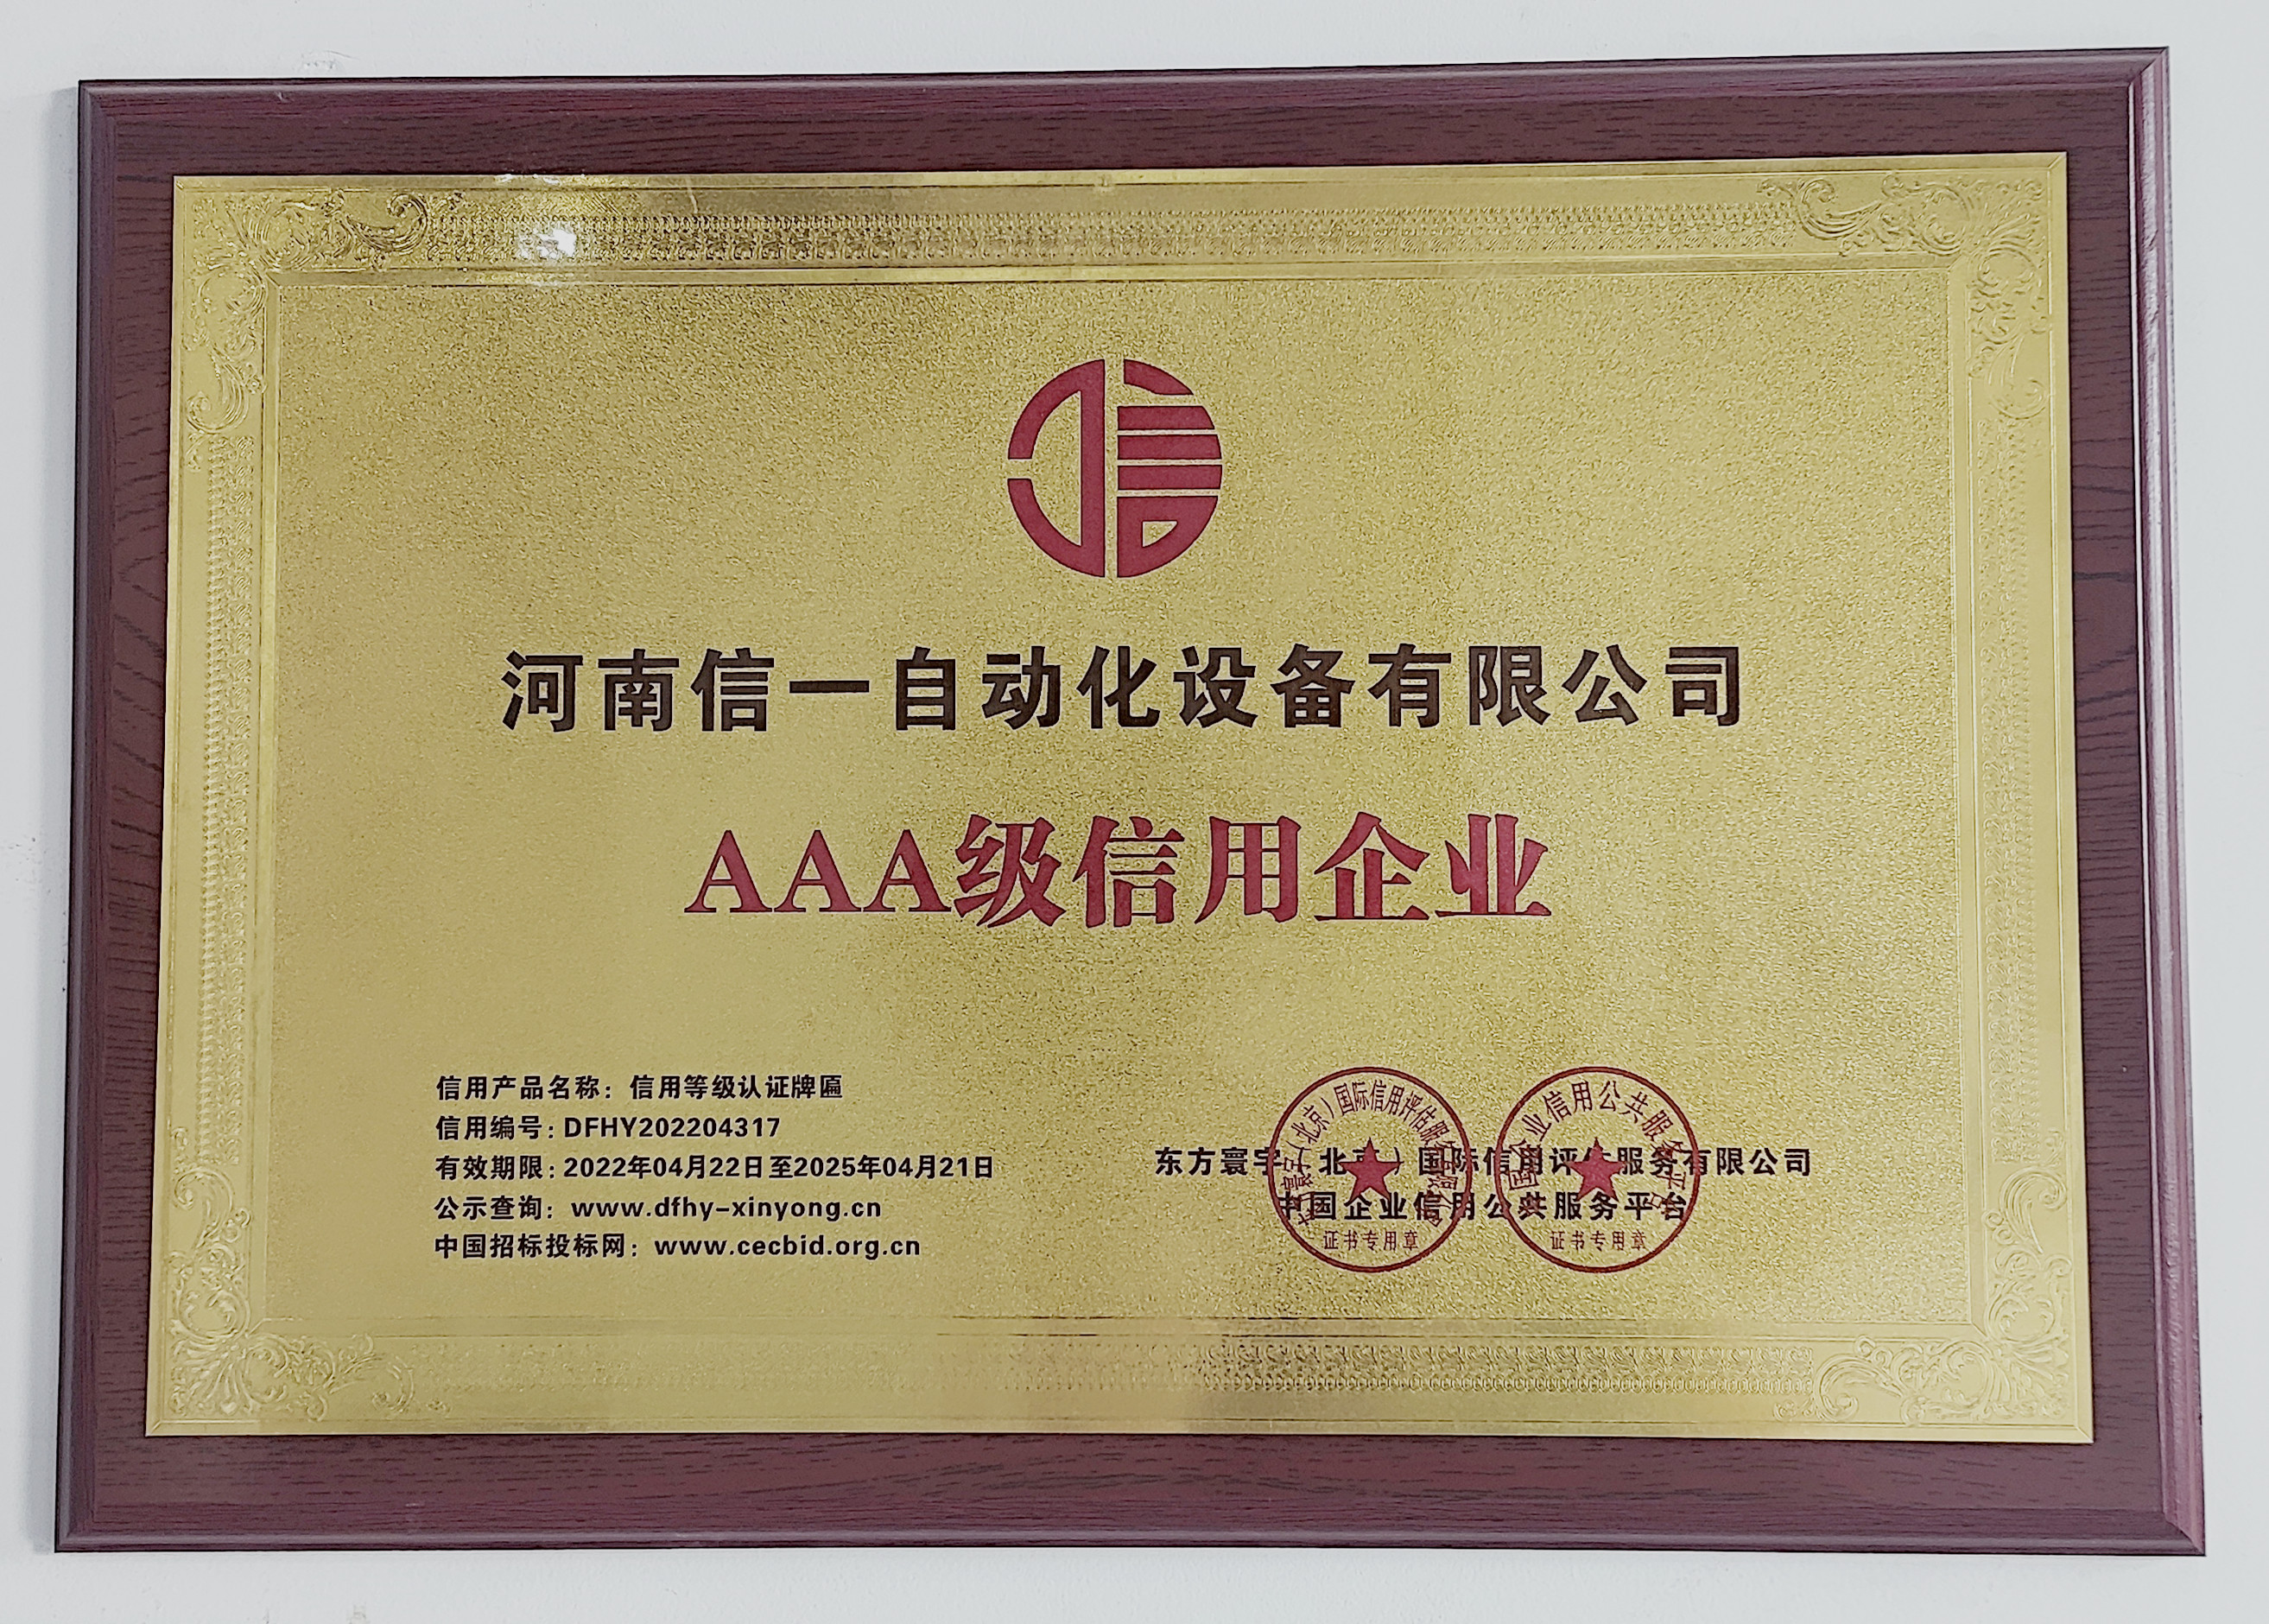 信
河南信一自动化设备有限公司
AAA级信用企业
信用产品名称：信用等级认证牌匾
信用编号：DFHY202204317
有效期限：2022年04月22日至2025年04月21日
公示查询：www.dfhy-xinyong.cn
中国招标投标网：www.cecbid.org.cn
东方寰宇（北京）国际信用评估服务有限公司
中国企业信用公共服务平台
证书专用章
证书专用章